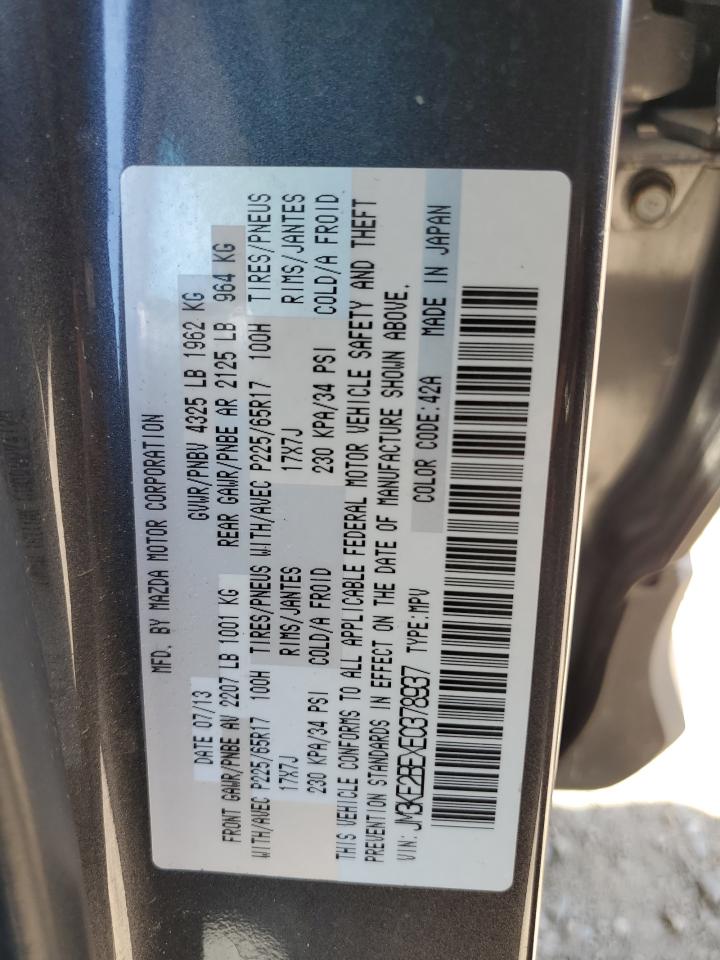 MFD. BY MAZDA MOTOR CORPORATION
DATE 07/13 GVWR/PNBV 4325 LB 1962 KG
FRONT GAWR/PNBE AV 2207 LB 1001 KG REAR GAWR/PNBE AR 2125 LB 964 KG
WITH/AVEC P225/65R17 100H TIRES/PNEUS WITH/AVEC P225/65R17 100H TIRES/PNEUS
17X7J RIMS/JANTES 17X7J RIMS/JANTES
230 KPA/34 PSI COLD/A FROID 230 KPA/34 PSI COLD/A FROID
THIS VEHICLE CONFORMS TO ALL APPLICABLE FEDERAL MOTOR VEHICLE SAFETY AND THEFT
PREVENTION STANDARDS IN EFFECT ON THE DATE OF MANUFACTURE SHOWN ABOVE.
VIN: JM3KE2BEXE0378937 TYPE:MPV COLOR CODE:42A MADE IN JAPAN